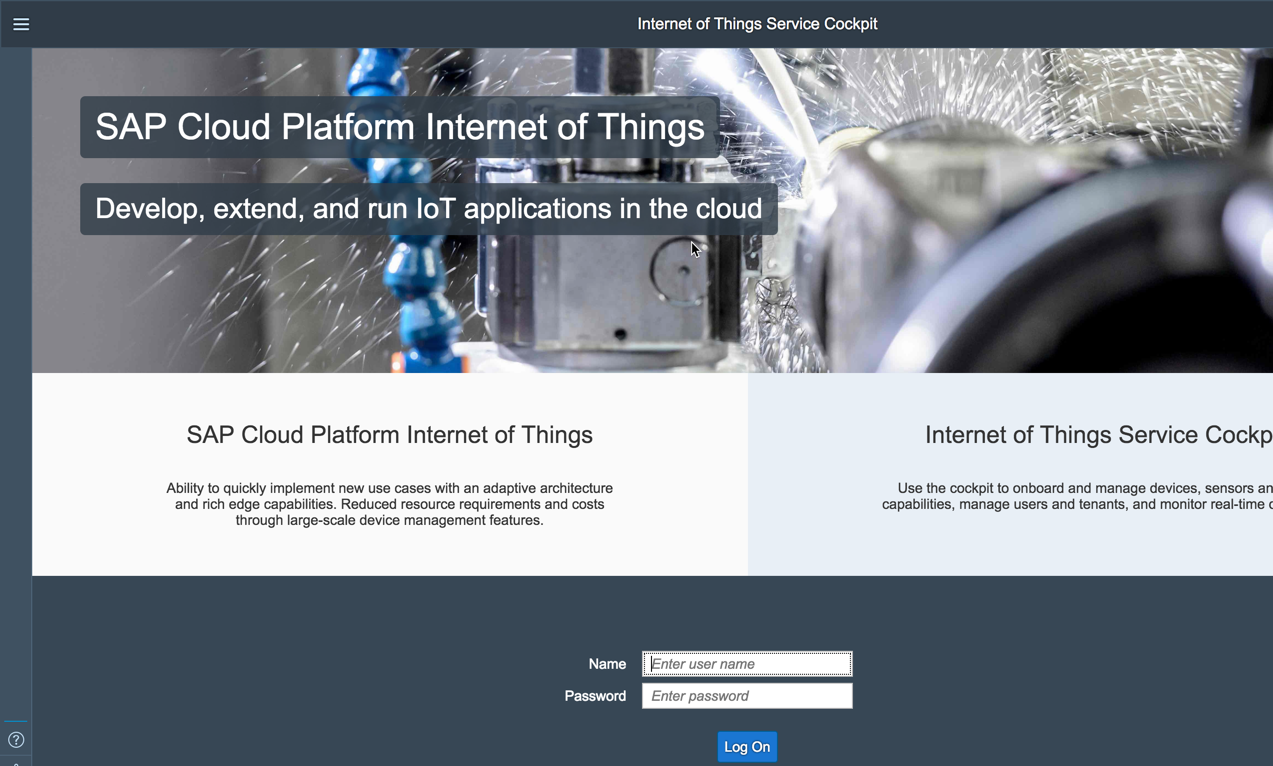 Internet of Things Service Cockpit
SAP Cloud Platform Internet of Things
Develop, extend, and run IoT applications in the cloud
SAP Cloud Platform Internet of Things
Ability to quickly implement new use cases with an adaptive architecture
and rich edge capabilities. Reduced resource requirements and costs
through large-scale device management features.
Internet of Things Service Cockp
Use the cockpit to onboard and manage devices, sensors an
capabilities, manage users and tenants, and monitor real-time
Name
Enter user name
Password
Enter password
Log On